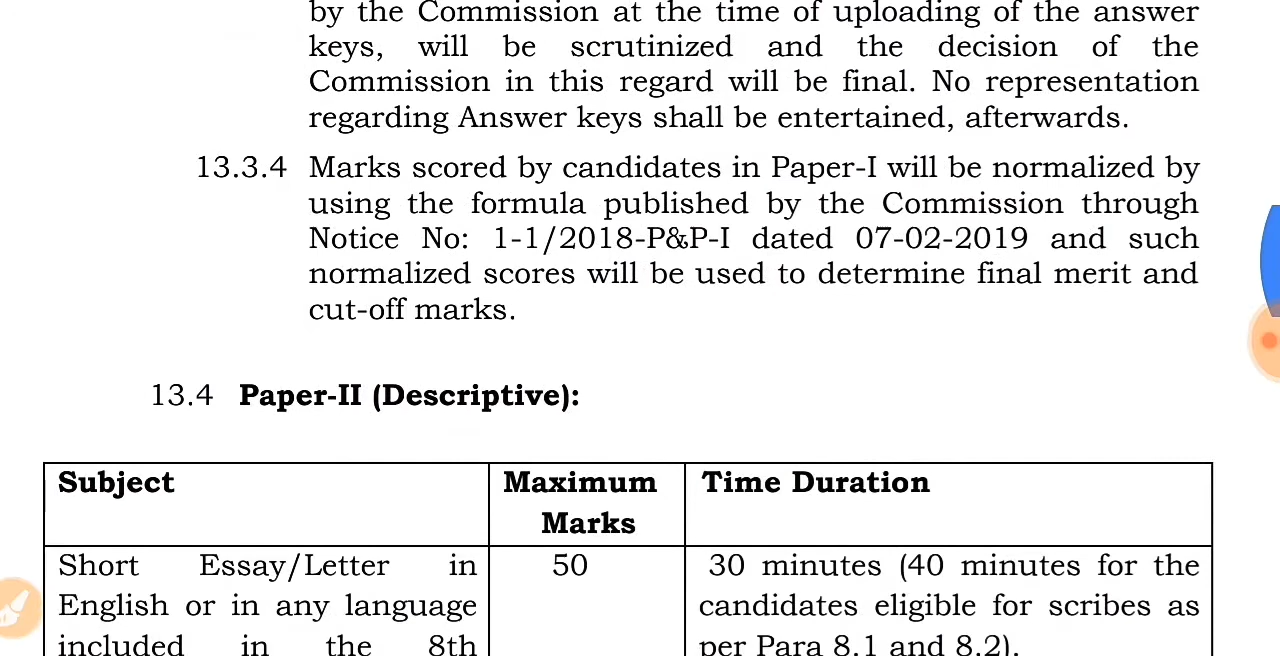 by the Commission at the time of uploading of the answer
keys, will be scrutinized and the decision of the
Commission in this regard will be final. No representation
regarding Answer keys shall be entertained, afterwards.
13.3.4 Marks scored by candidates in Paper-I will be normalized by
using the formula published by the Commission through
Notice No: 1-1/2018-P&P-I dated 07-02-2019 and such
normalized scores will be used to determine final merit and
cut-off marks.
13.4 Paper-II (Descriptive):
Subject Maximum Time Duration
Marks
Short Essay/Letter in 50 30 minutes (40 minutes for the
English or in any language candidates eligible for scribes as
included in the 8th per Para 8.1 and 8.2).